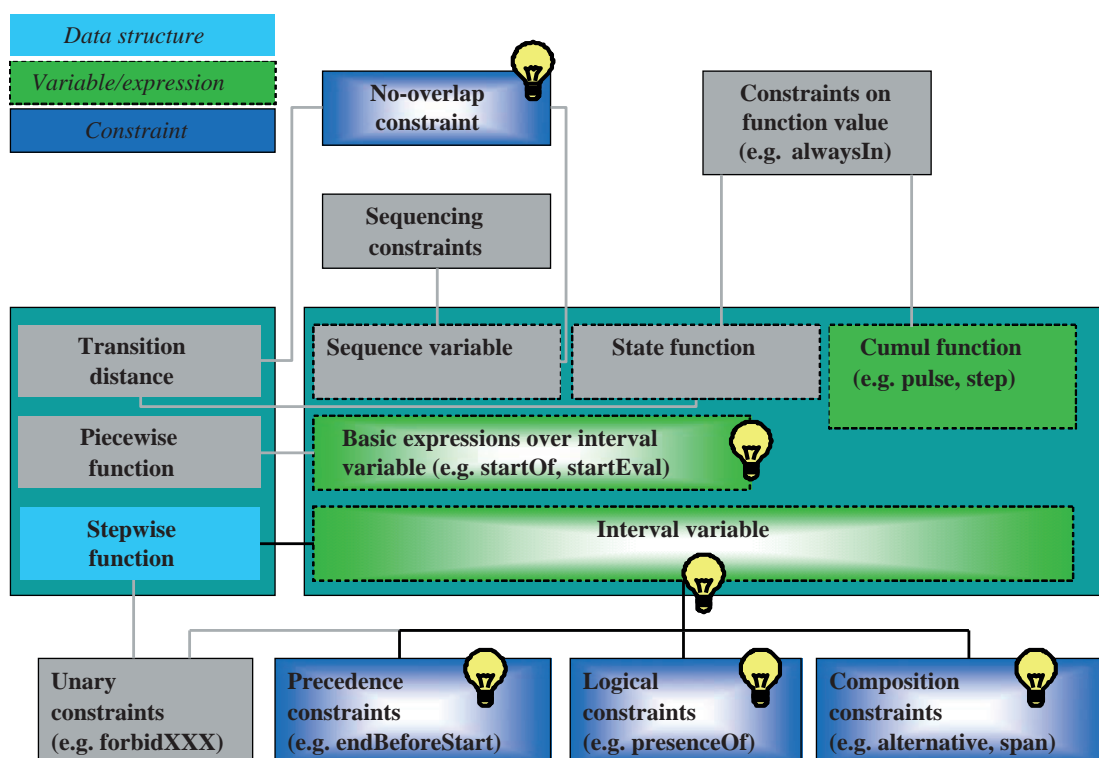 Data structure
Variable/expression
Constraint
No-overlap
constraint
Constraints on
function value
(e.g. alwaysIn)
Sequencing
constraints
Transition
distance
Sequence variable
State function
Cumul function
(e.g. pulse, step)
Piecewise
function
Basic expressions over interval
variable (e.g. startOf, startEval)
Stepwise
function
Interval variable
Unary
constraints
(e.g. forbidXXX)
Precedence
constraints
(e.g. endBeforeStart)
Logical
constraints
(e.g. presenceOf)
Composition
constraints
(e.g. alternative, span)